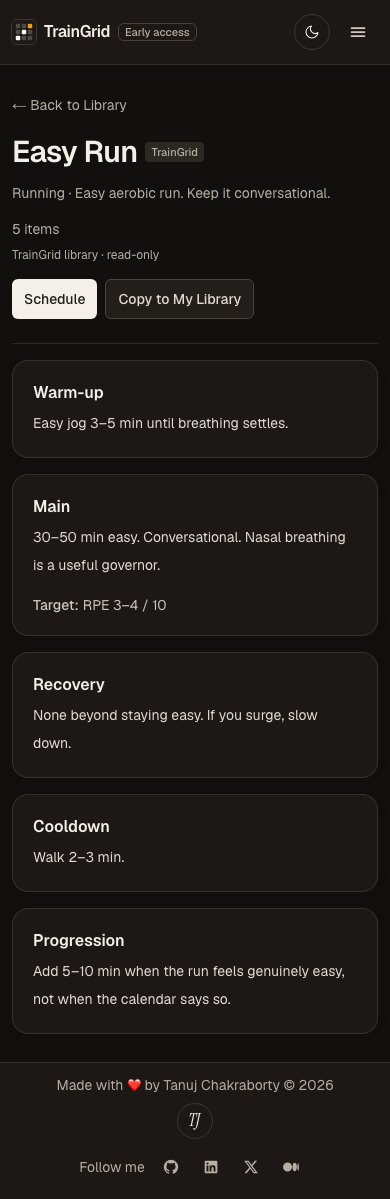 TrainGrid Early access
← Back to Library
Easy Run TrainGrid
Running · Easy aerobic run. Keep it conversational.
5 items
TrainGrid library · read-only
Schedule Copy to My Library
Warm-up
Easy jog 3–5 min until breathing settles.
Main
30–50 min easy. Conversational. Nasal breathing
is a useful governor.
Target: RPE 3–4 / 10
Recovery
None beyond staying easy. If you surge, slow
down.
Cooldown
Walk 2–3 min.
Progression
Add 5–10 min when the run feels genuinely easy,
not when the calendar says so.
Made with ❤️ by Tanuj Chakraborty © 2026
TJ
Follow me